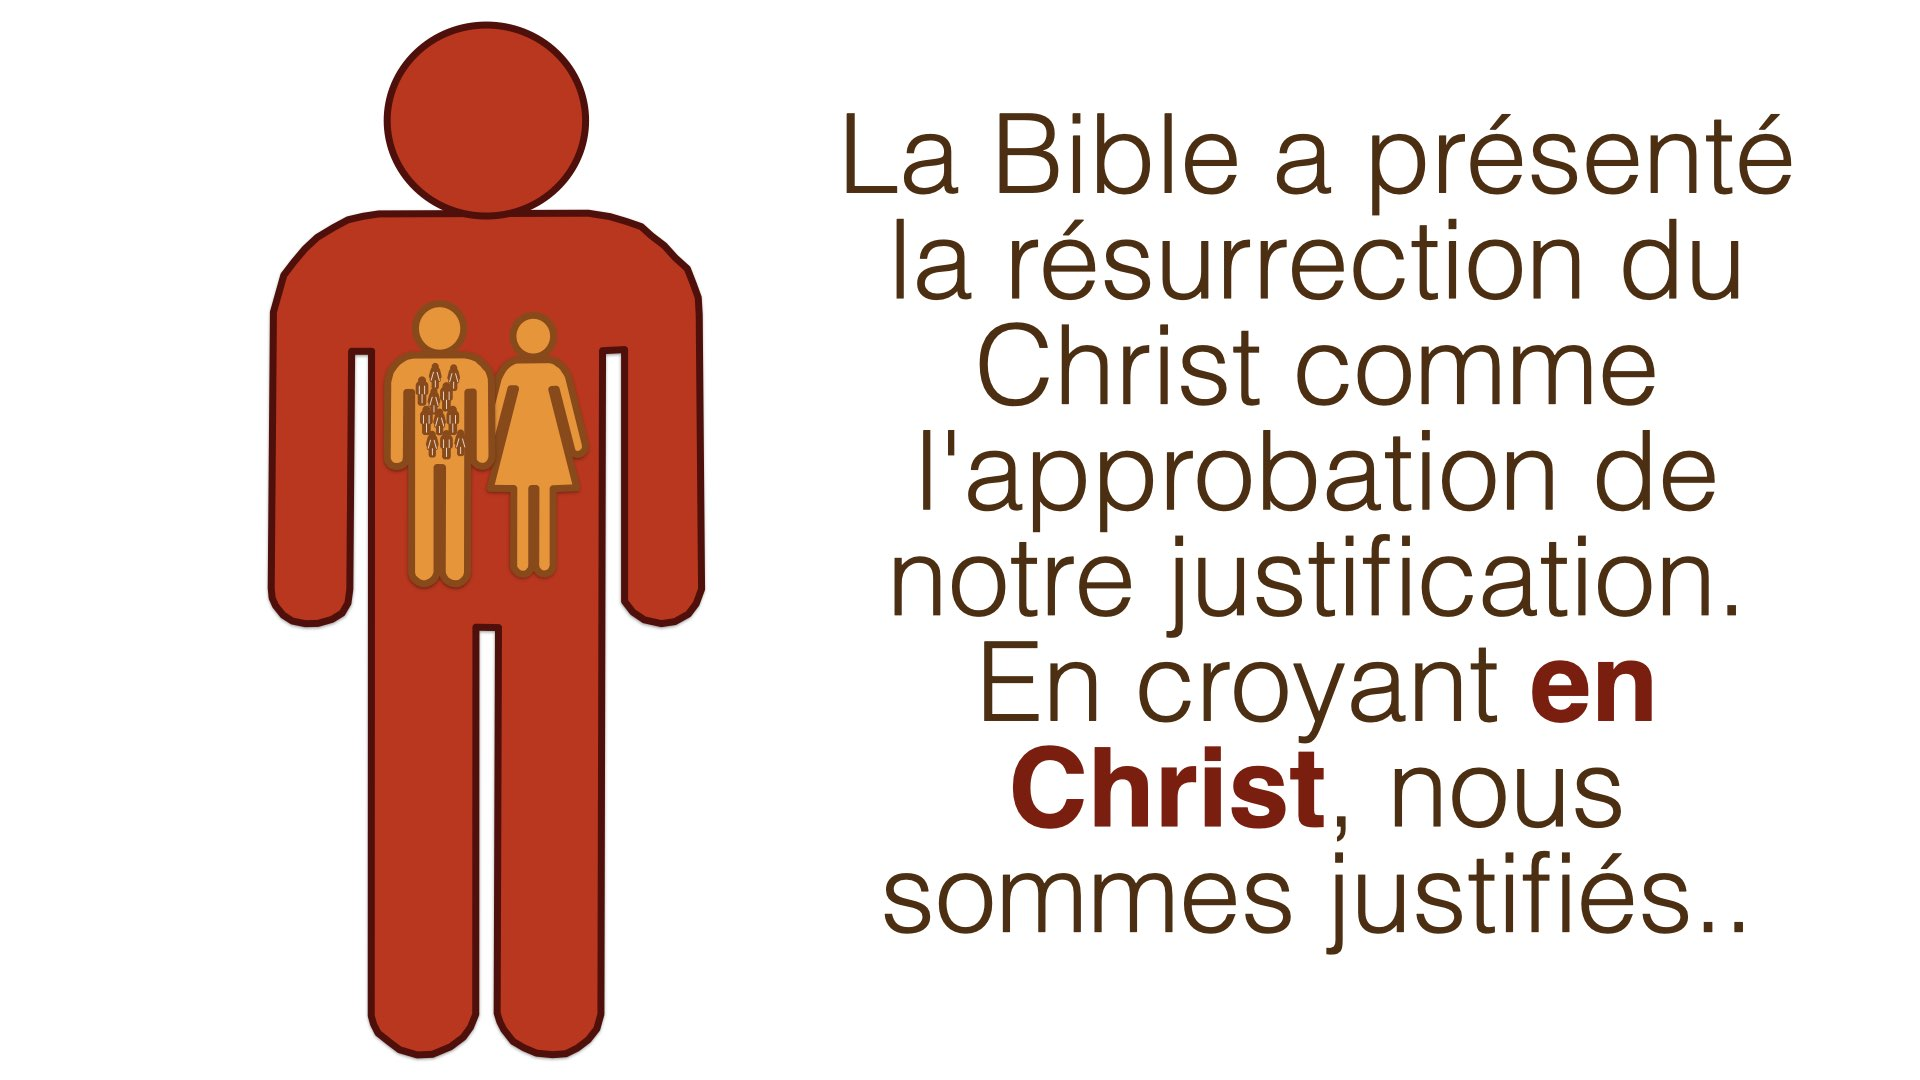 La Bible a présenté
la résurrection du
Christ comme
l'approbation de
notre justification.
En croyant en
Christ, nous
sommes justifiés..